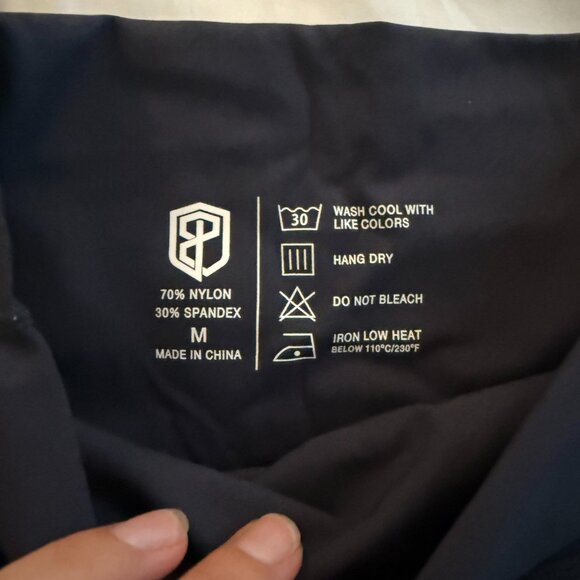 70% NYLON
30% SPANDEX
M
MADE IN CHINA
30
WASH COOL WITH
LIKE COLORS
HANG DRY
DO NOT BLEACH
IRON LOW HEAT
BELOW 110°C/230°F